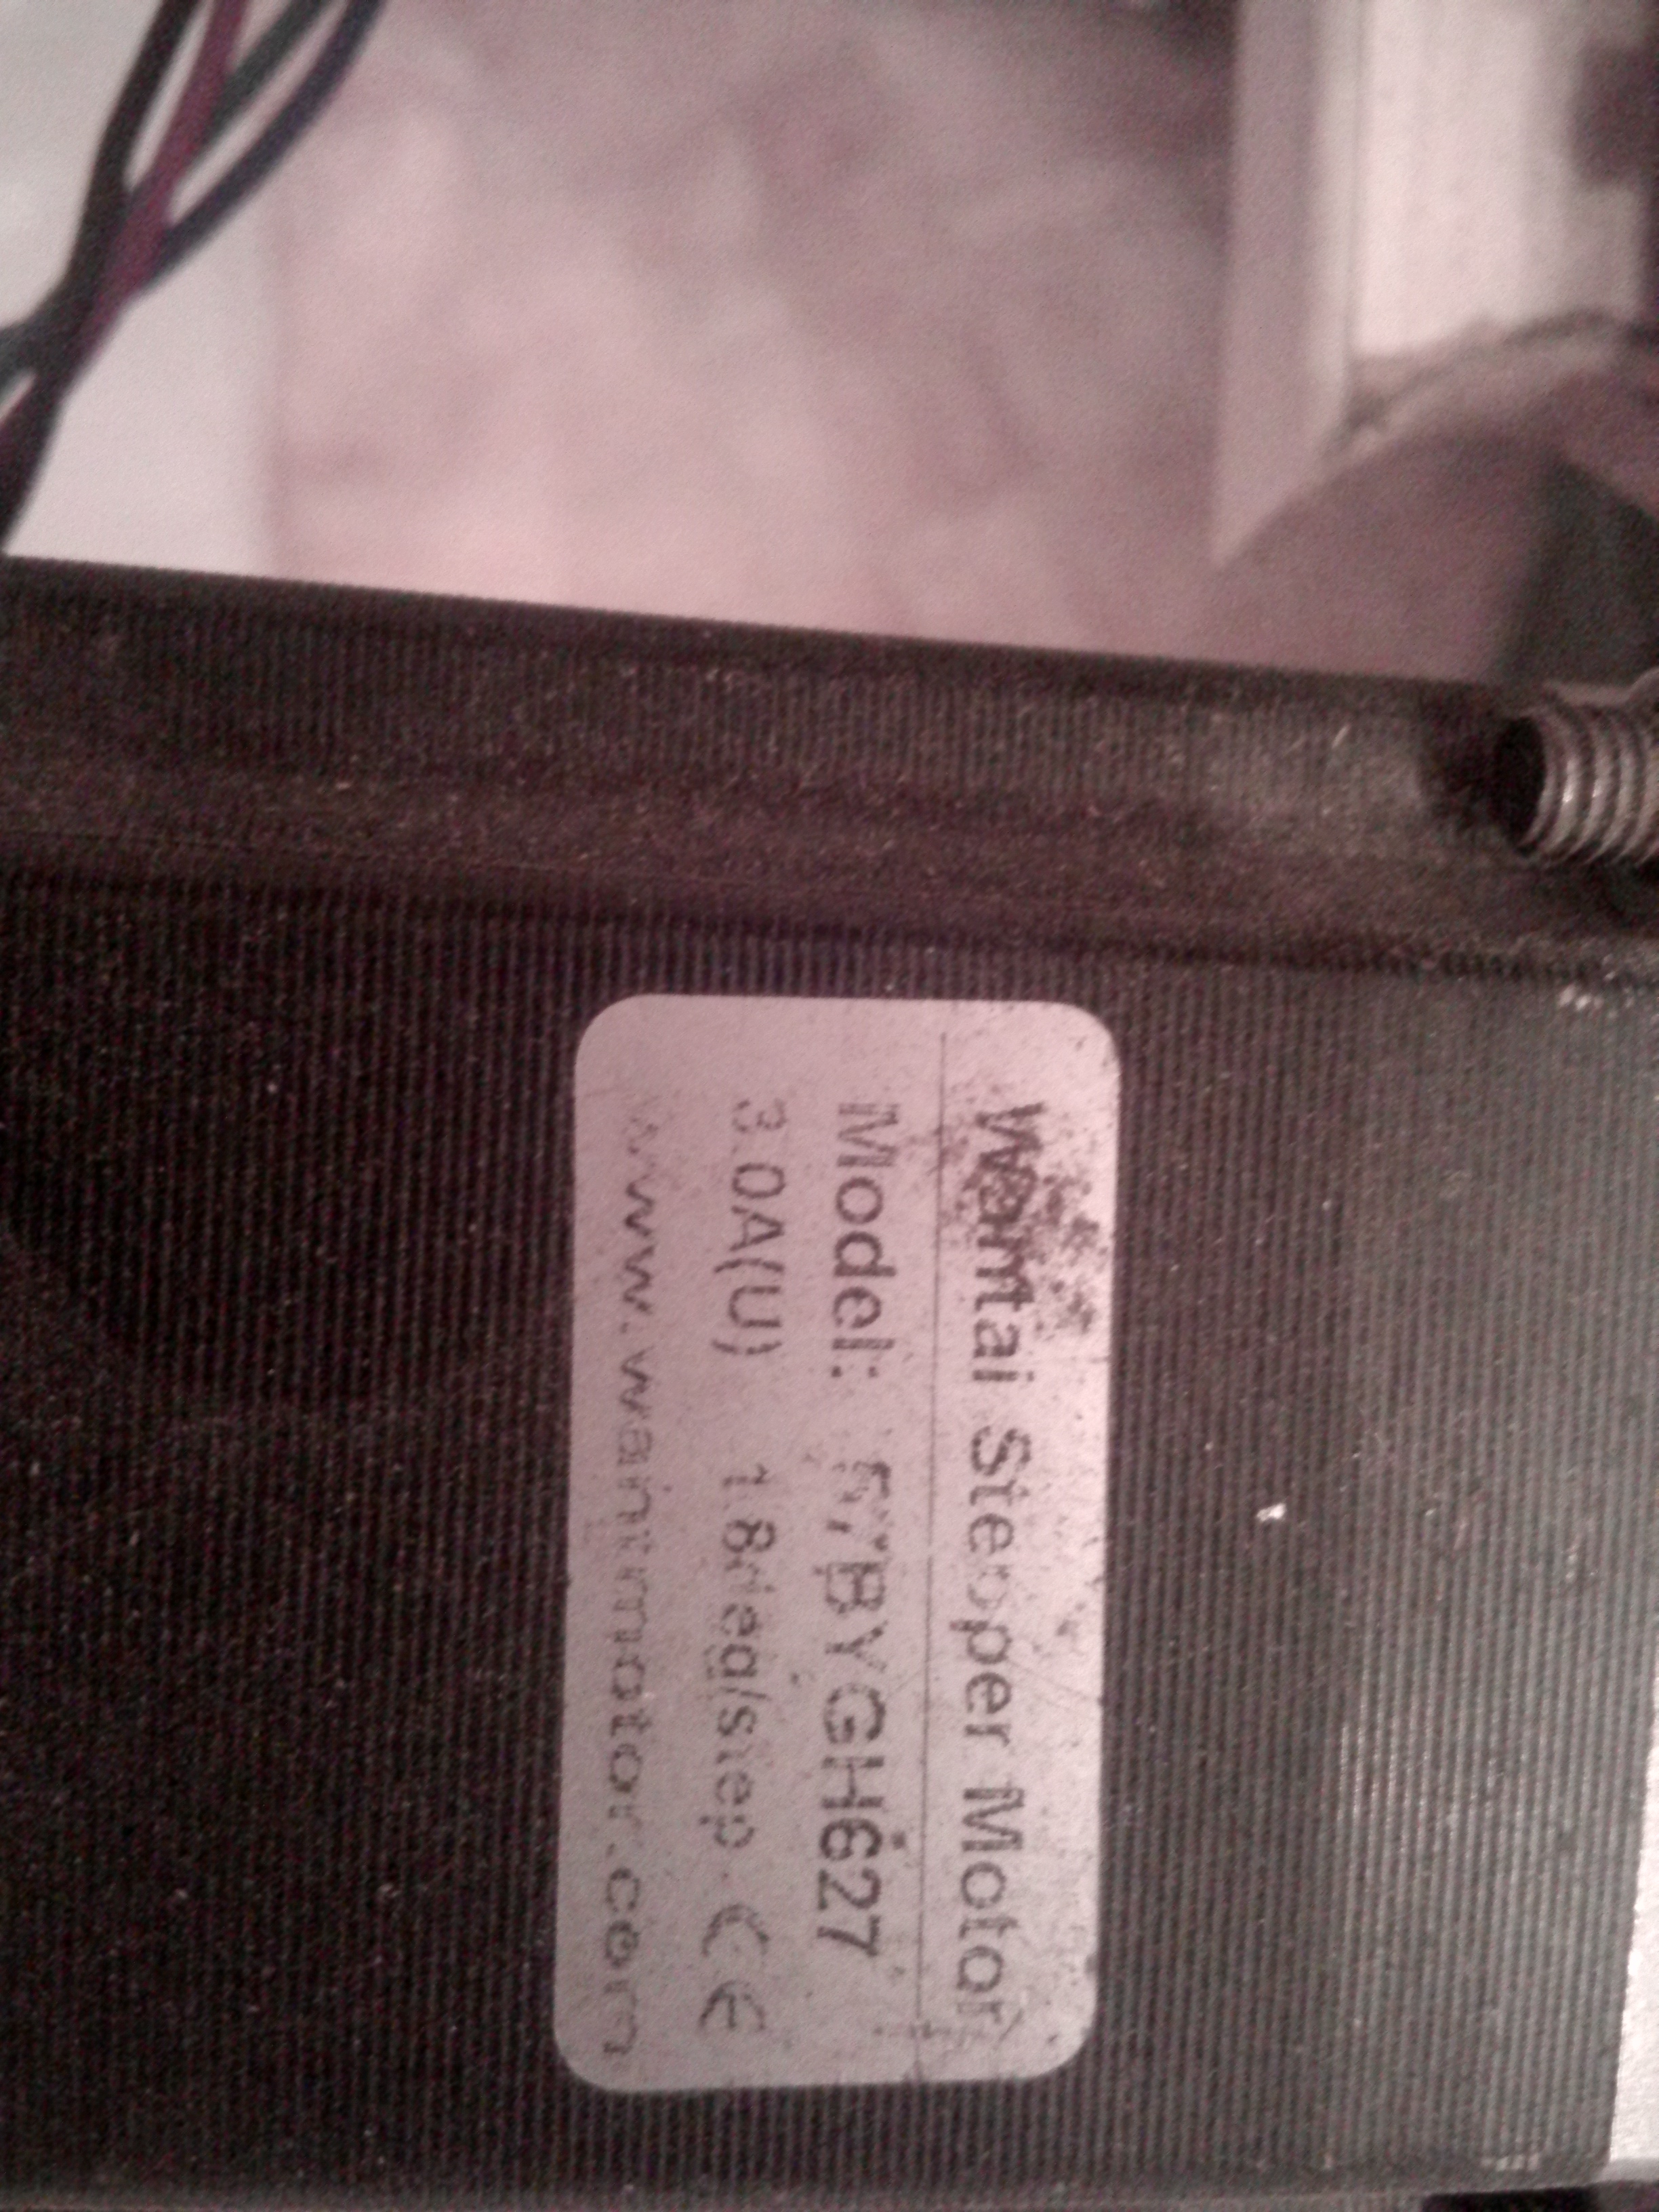 Wantai Stepper Motor
Model: 57BYGH627
3.0A(U) 1.8deg/step. CE
www.wantmotor.com